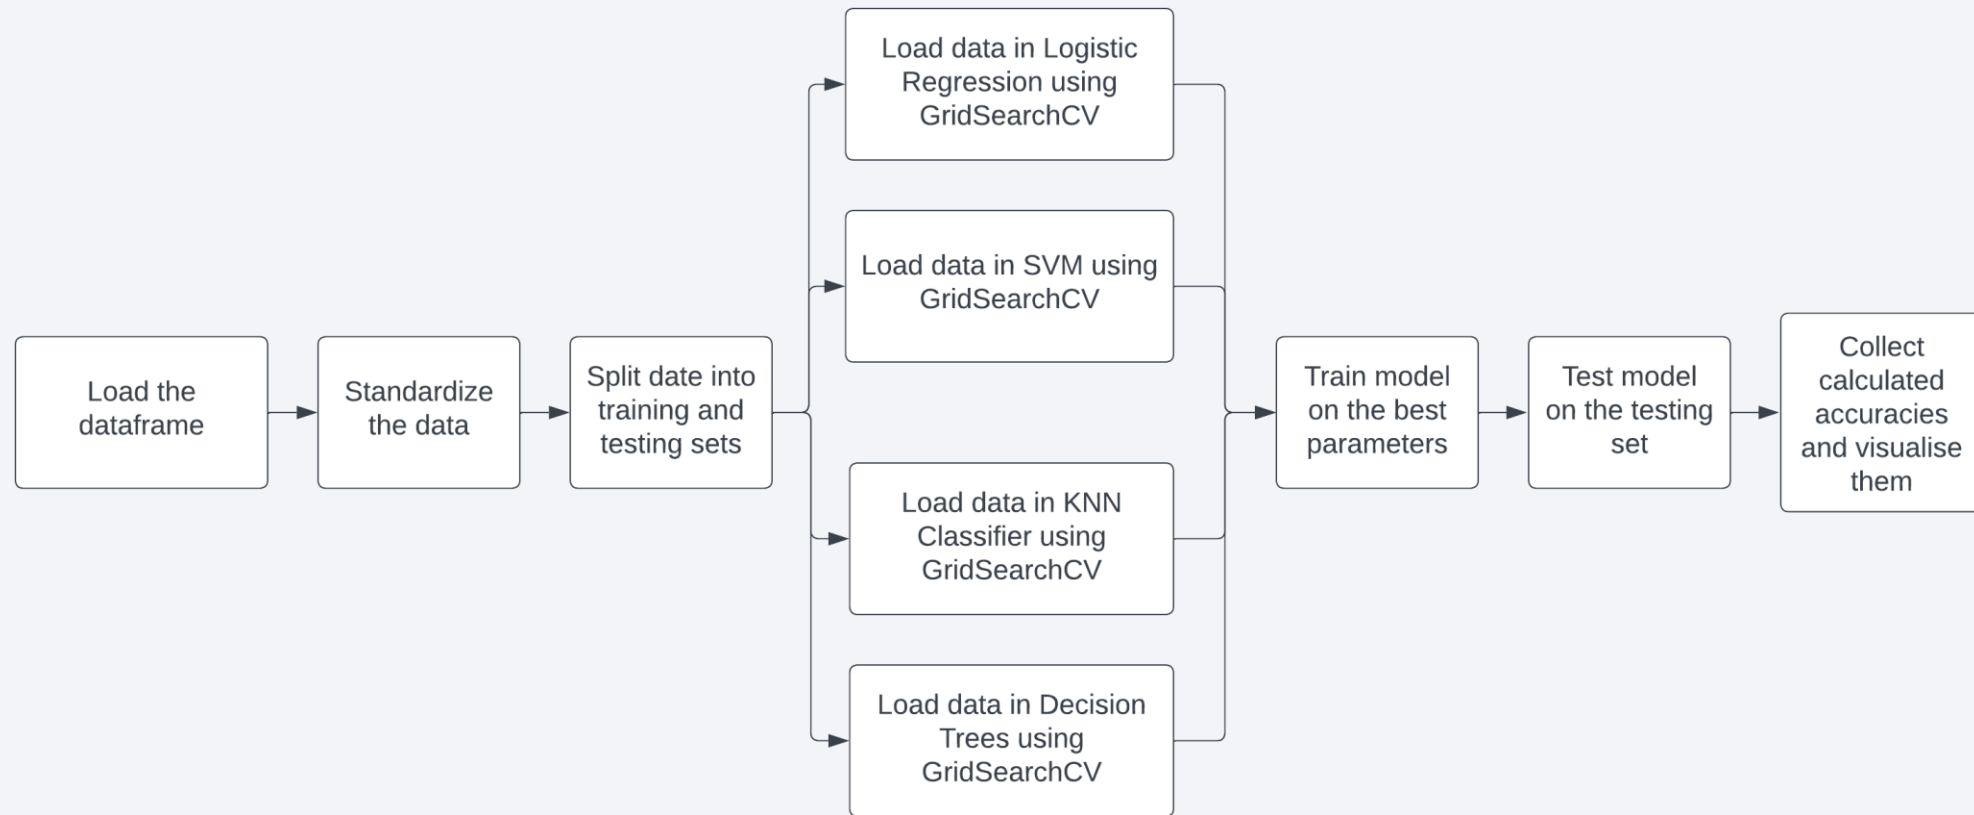 Load the
dataframe
Standardize
the data
Split date into
training and
testing sets
Load data in Logistic
Regression using
GridSearchCV
Load data in SVM using
GridSearchCV
Load data in KNN
Classifier using
GridSearchCV
Load data in Decision
Trees using
GridSearchCV
Train model
on the best
parameters
Test model
on the testing
set
Collect
calculated
accuracies
and visualise
them